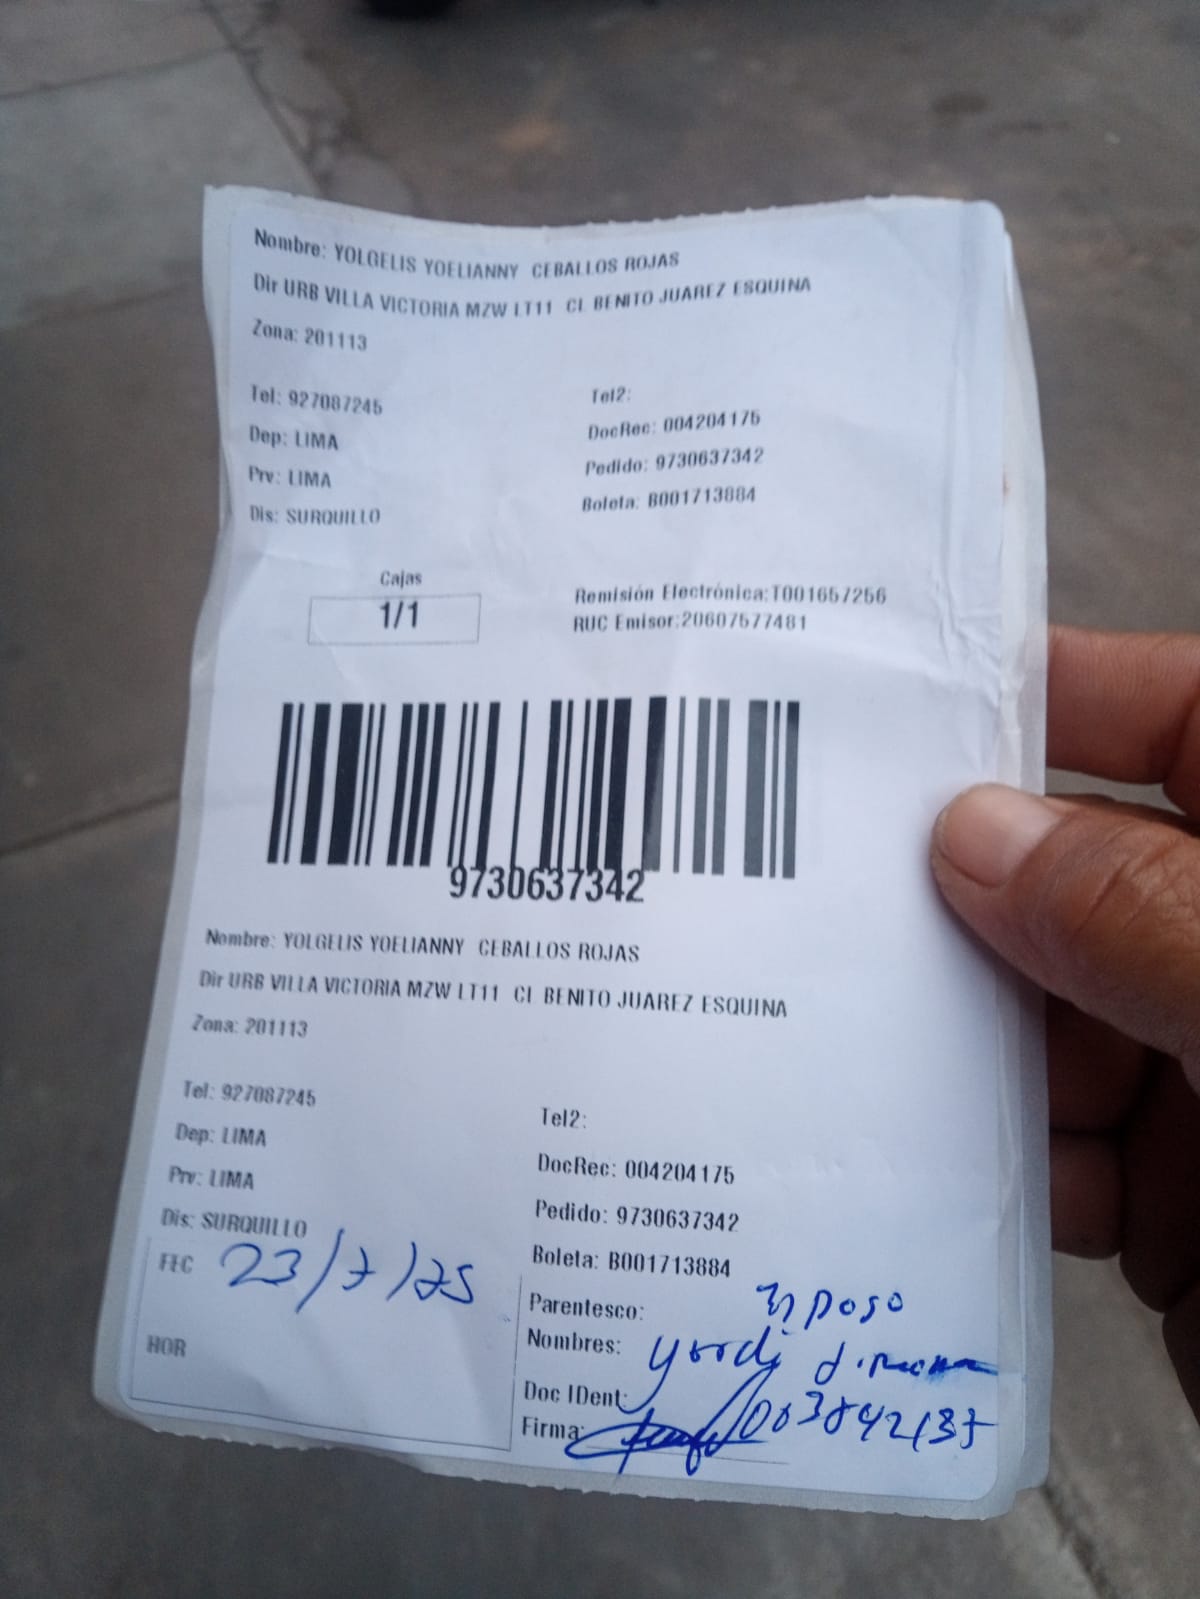 Nombre: YOLGELIS YOELIANNY CEBALLOS ROJAS
Dir URB VILLA VICTORIA MZW LT11 CL BENITO JUAREZ ESQUINA
Zona: 201113
Tel: 927087245 Tel2:
Dep: LIMA DocRec: 004204175
Prv: LIMA Pedido: 9730637342
Dis: SURQUILLO Boleta: B001713884
Cajas
1/1
Remisión Electrónica:T001657256
RUC Emisor:20607577481
9730637342
Nombre: YOLGELIS YOELIANNY CEBALLOS ROJAS
Dir URB VILLA VICTORIA MZW LT11 CL BENITO JUAREZ ESQUINA
Zona: 201113
Tel: 927087245 Tel2:
Dep: LIMA DocRec: 004204175
Prv: LIMA Pedido: 9730637342
Dis: SURQUILLO Boleta: B001713884
FEC 23/7/25
Parentesco: Esposo
Nombres: Yordi
HOR
Doc IDent:
Firma: